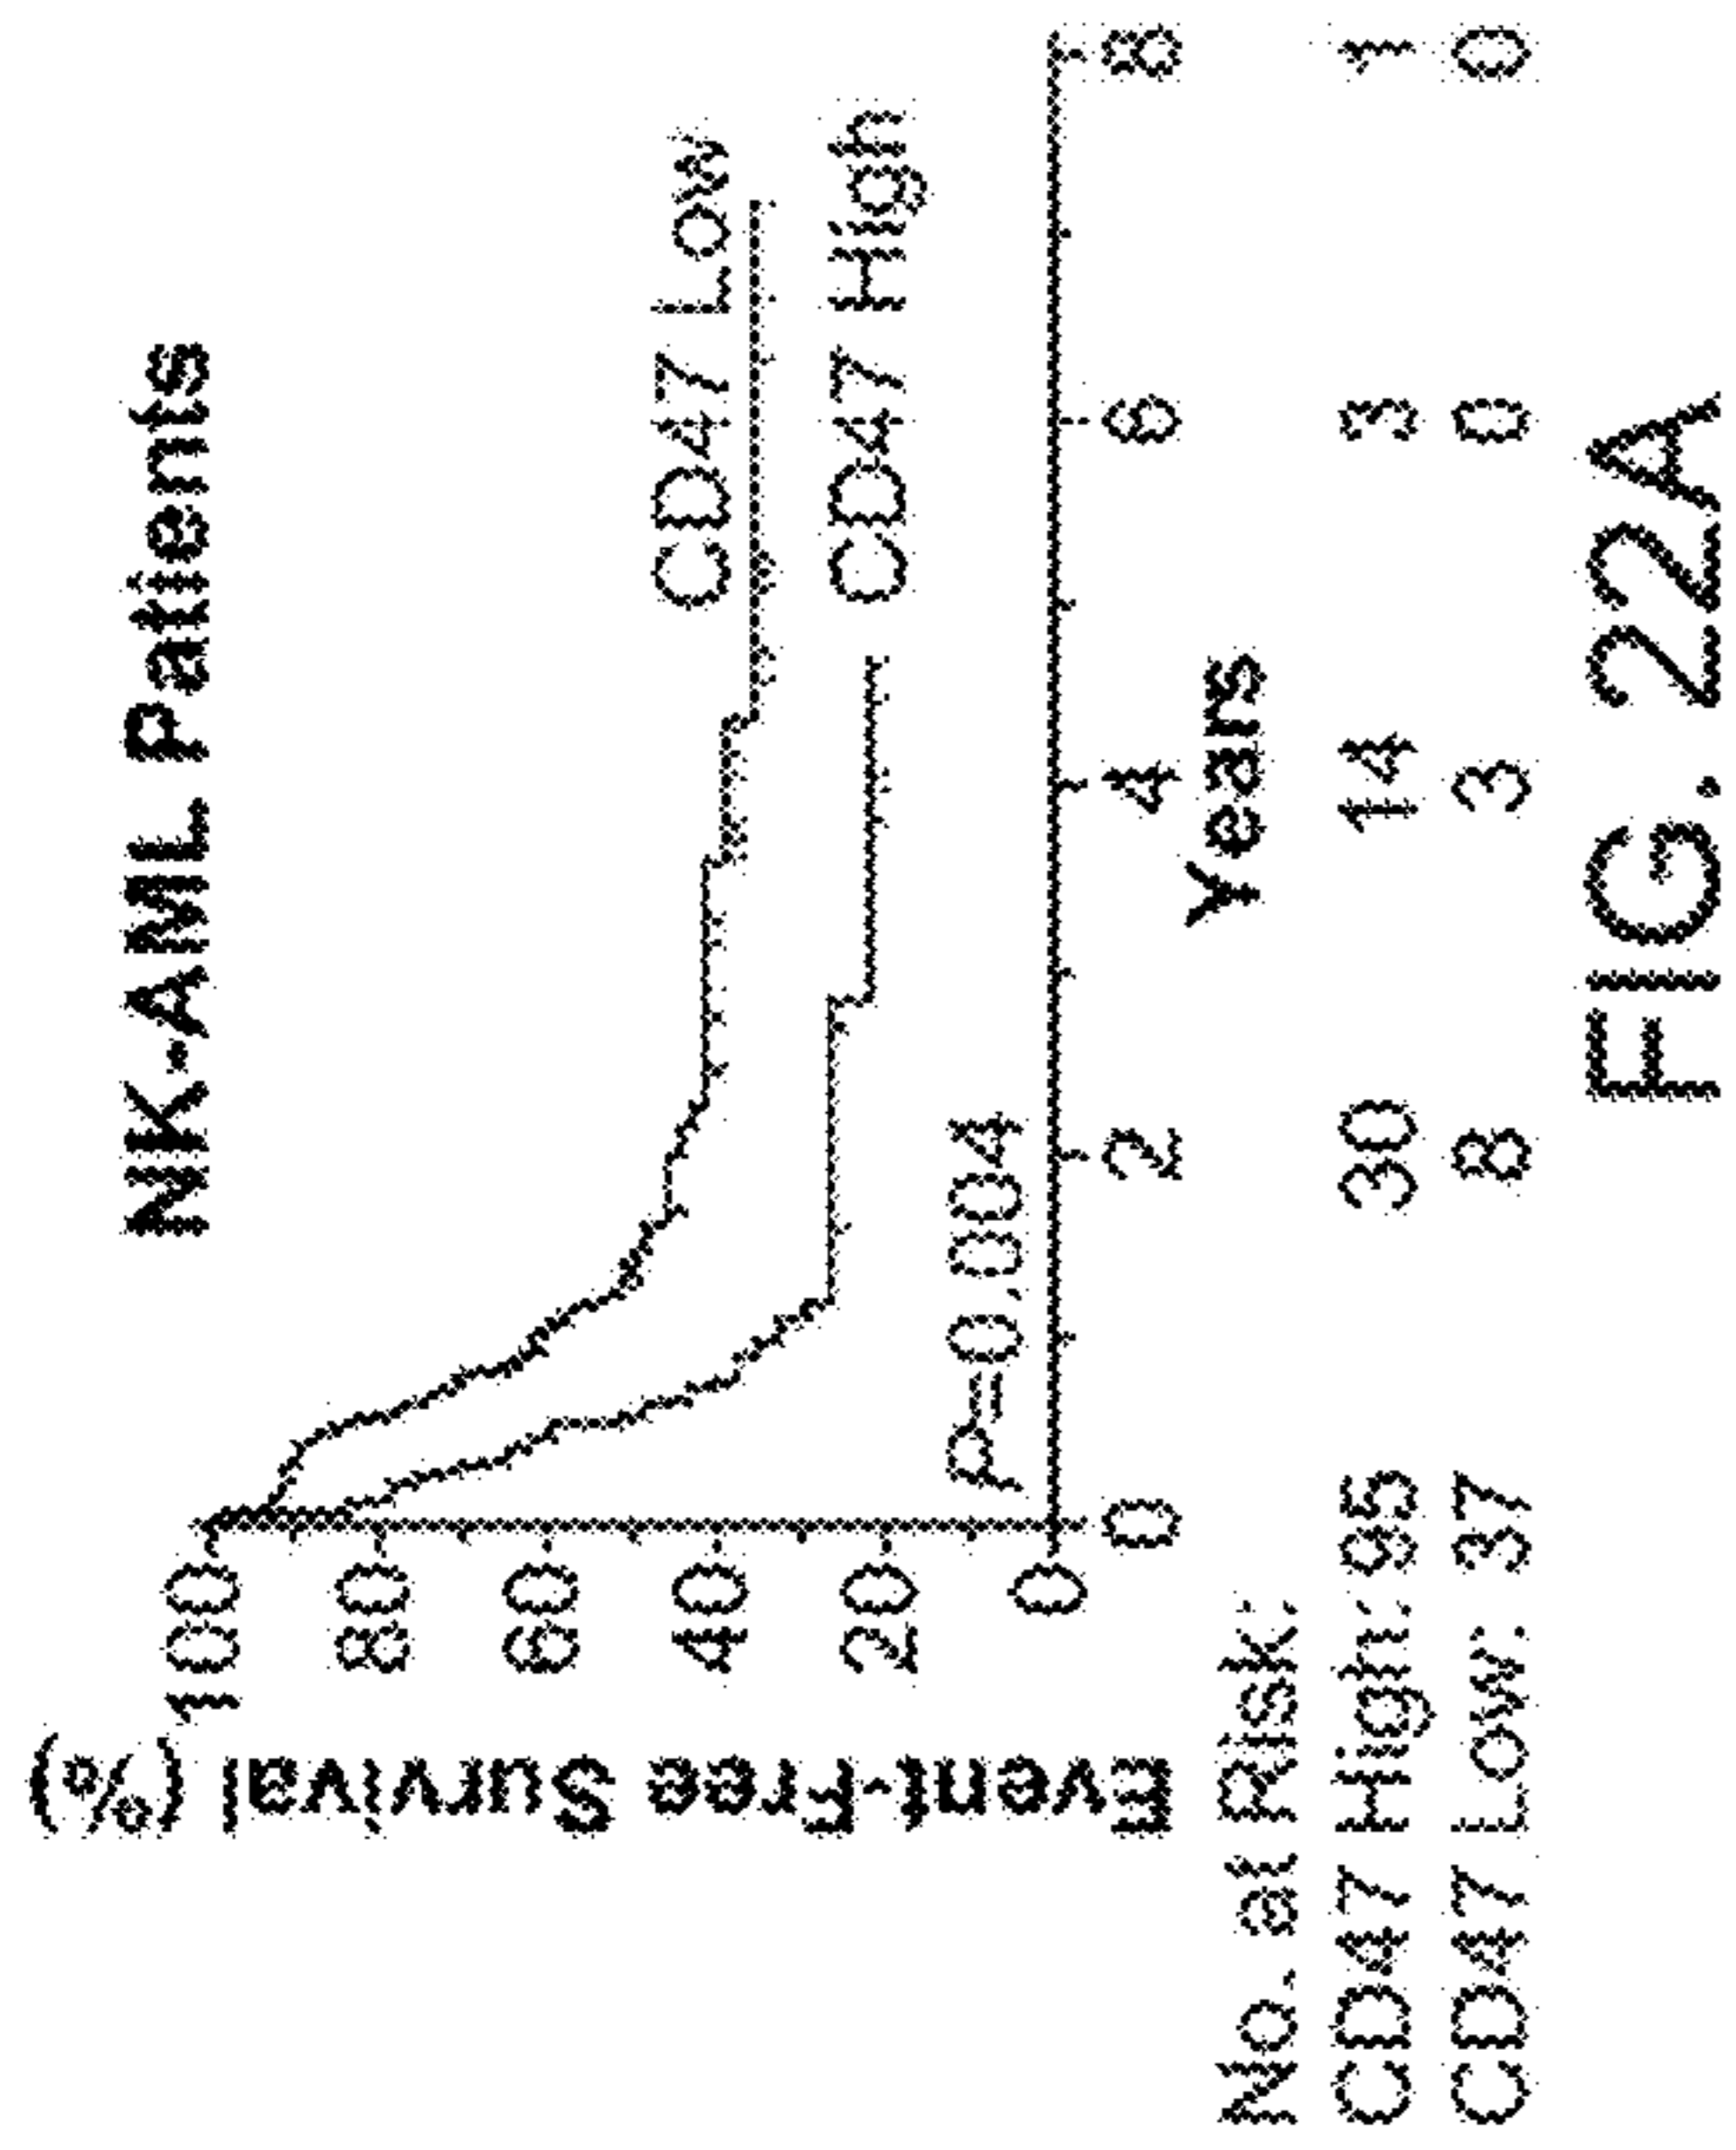 NK-AML Patients
Event-Free Survival (%)
100
80
60
40
20
0
CD47 Low
CD47 High
P=0.004
0 2 4 6 8
Years
No. at Risk:
CD47 High: 95 30 14 3 1
CD47 Low: 37 8 3 0 0
FIG. 22A